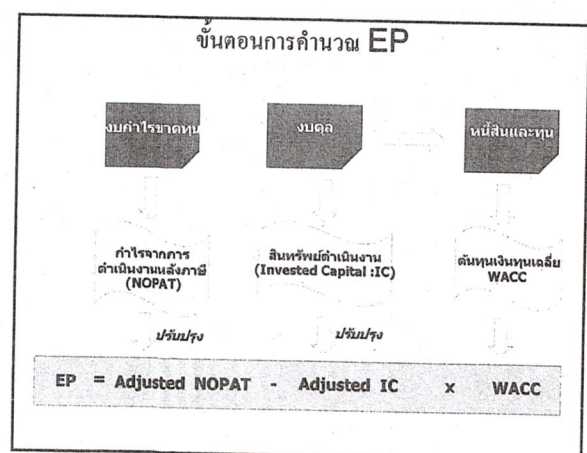 ขั้นตอนการคำนวณ EP
งบกำไรขาดทุน
งบดุล
หนี้สินและทุน
กำไรจากการ
ดำเนินงานหลังภาษี
(NOPAT)
สินทรัพย์ดำเนินงาน
(Invested Capital :IC)
ต้นทุนเงินทุนเฉลี่ย
WACC
ปรับปรุง
ปรับปรุง
EP = Adjusted NOPAT - Adjusted IC x WACC